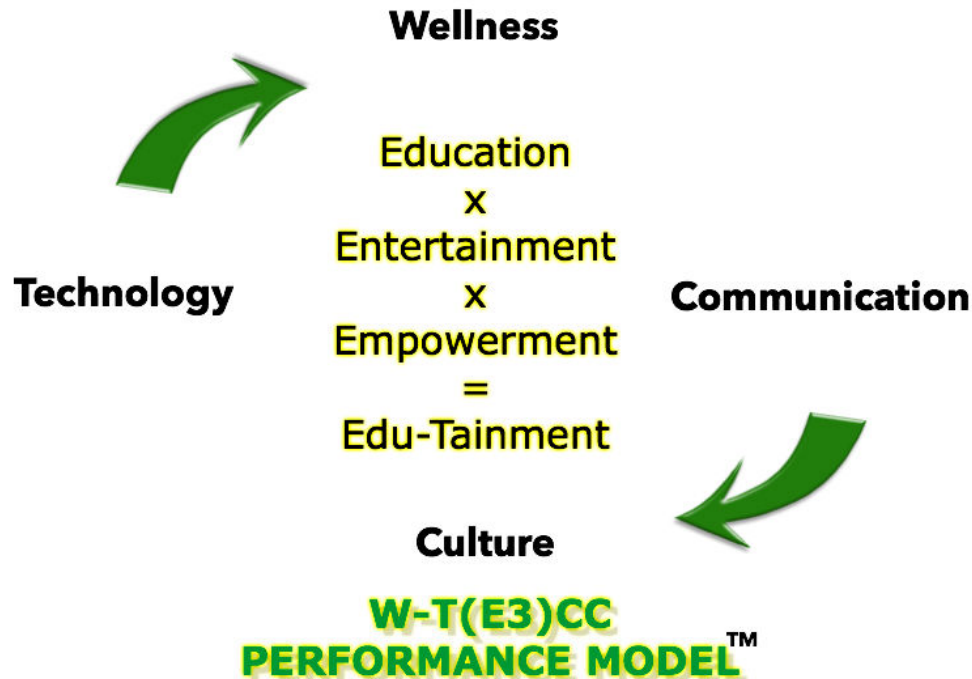 Wellness
Education
x
Entertainment
x
Technology
Communication
Empowerment
=
Edu-Tainment
Culture
W-T(E3)CC
PERFORMANCE MODEL™